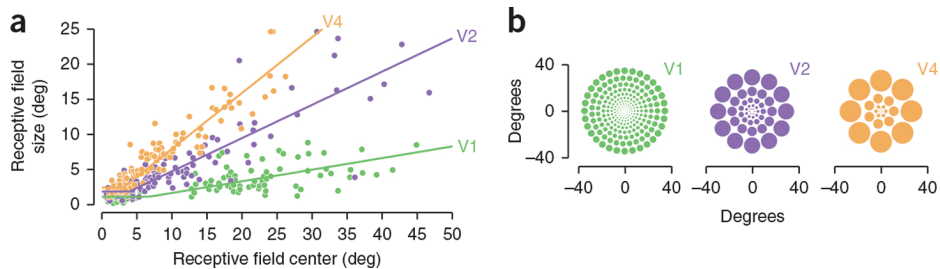 a
V4
V2
V1
25
20
15
10
5
0
Receptive field
size (deg)
0 5 10 15 20 25 30 35 40 45 50
Receptive field center (deg)
b
V1 V2 V4
40
0
–40
Degrees
–40 0 40 –40 0 40 –40 0 40
Degrees